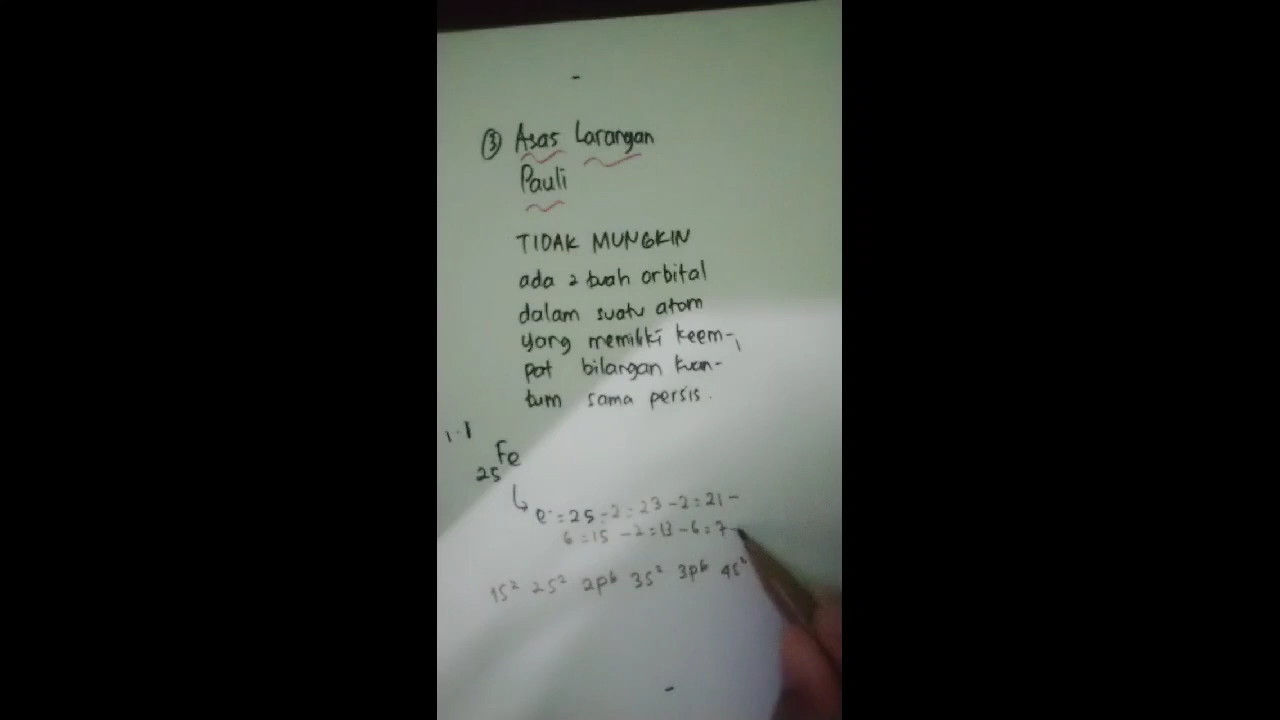 ③ Asas Larangan
Pauli
TIDAK MUNGKIN
ada 2 buah orbital
dalam suatu atom
yang memiliki keem-
pat bilangan kuan-
tum sama persis.
₂₅Fe
↳ e⁻ = 25 - 2 = 23 - 2 = 21 -
6 = 15 - 2 = 13 - 6 = 7 -
1s² 2s² 2p⁶ 3s² 3p⁶ 4s²